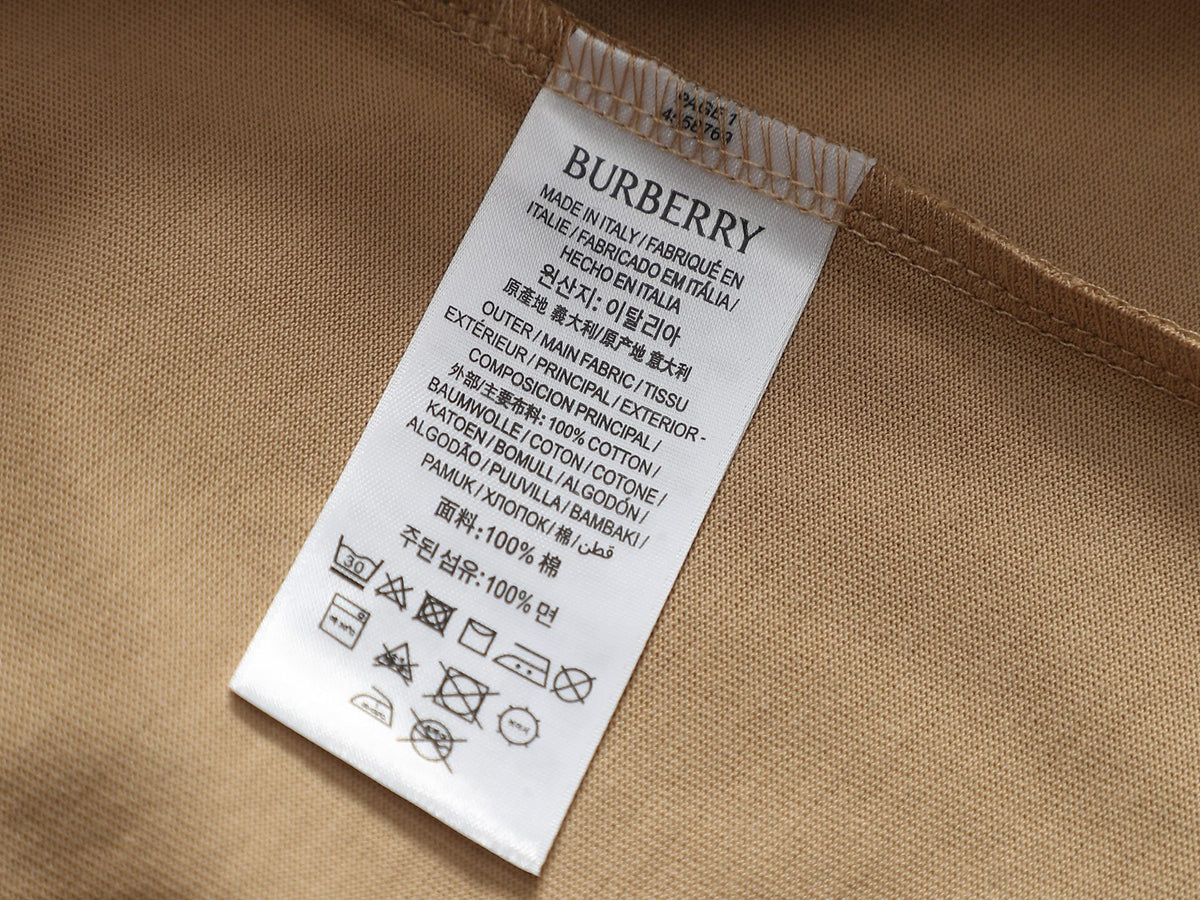 PAGE 1
BURBERRY
MADE IN ITALY / FABRIQUÉ EN
ITALIE / FABRICADO EM ITÁLIA /
HECHO EN ITALIA
원산지: 이탈리아
原產地 義大利/原产地 意大利
OUTER / MAIN FABRIC / TISSU
EXTÉRIEUR / PRINCIPAL / EXTERIOR -
COMPOSICION PRINCIPAL /
外部/主要布料: 100% COTTON /
BAUMWOLLE / COTON / COTONE /
KATOEN / BOMULL / ALGODÓN /
ALGODÃO / PUUVILLA / BAMBAKI /
PAMUK / ХЛОПОК / 棉 / قطن
面料: 100% 棉
주된 섬유: 100% 면
30